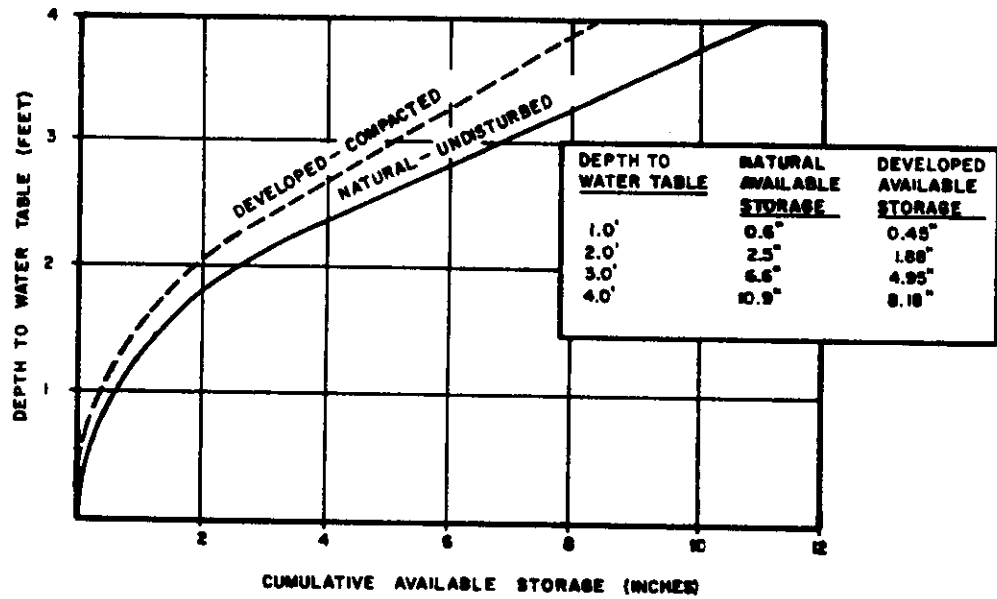 DEPTH TO WATER TABLE (FEET)
4
3
2
1
DEVELOPED - COMPACTED
NATURAL - UNDISTURBED
DEPTH TO WATER TABLE NATURAL AVAILABLE STORAGE DEVELOPED AVAILABLE STORAGE
1.0' 0.6" 0.45"
2.0' 2.5" 1.88"
3.0' 6.6" 4.95"
4.0' 10.9" 8.18"
2 4 6 8 10 12
CUMULATIVE AVAILABLE STORAGE (INCHES)